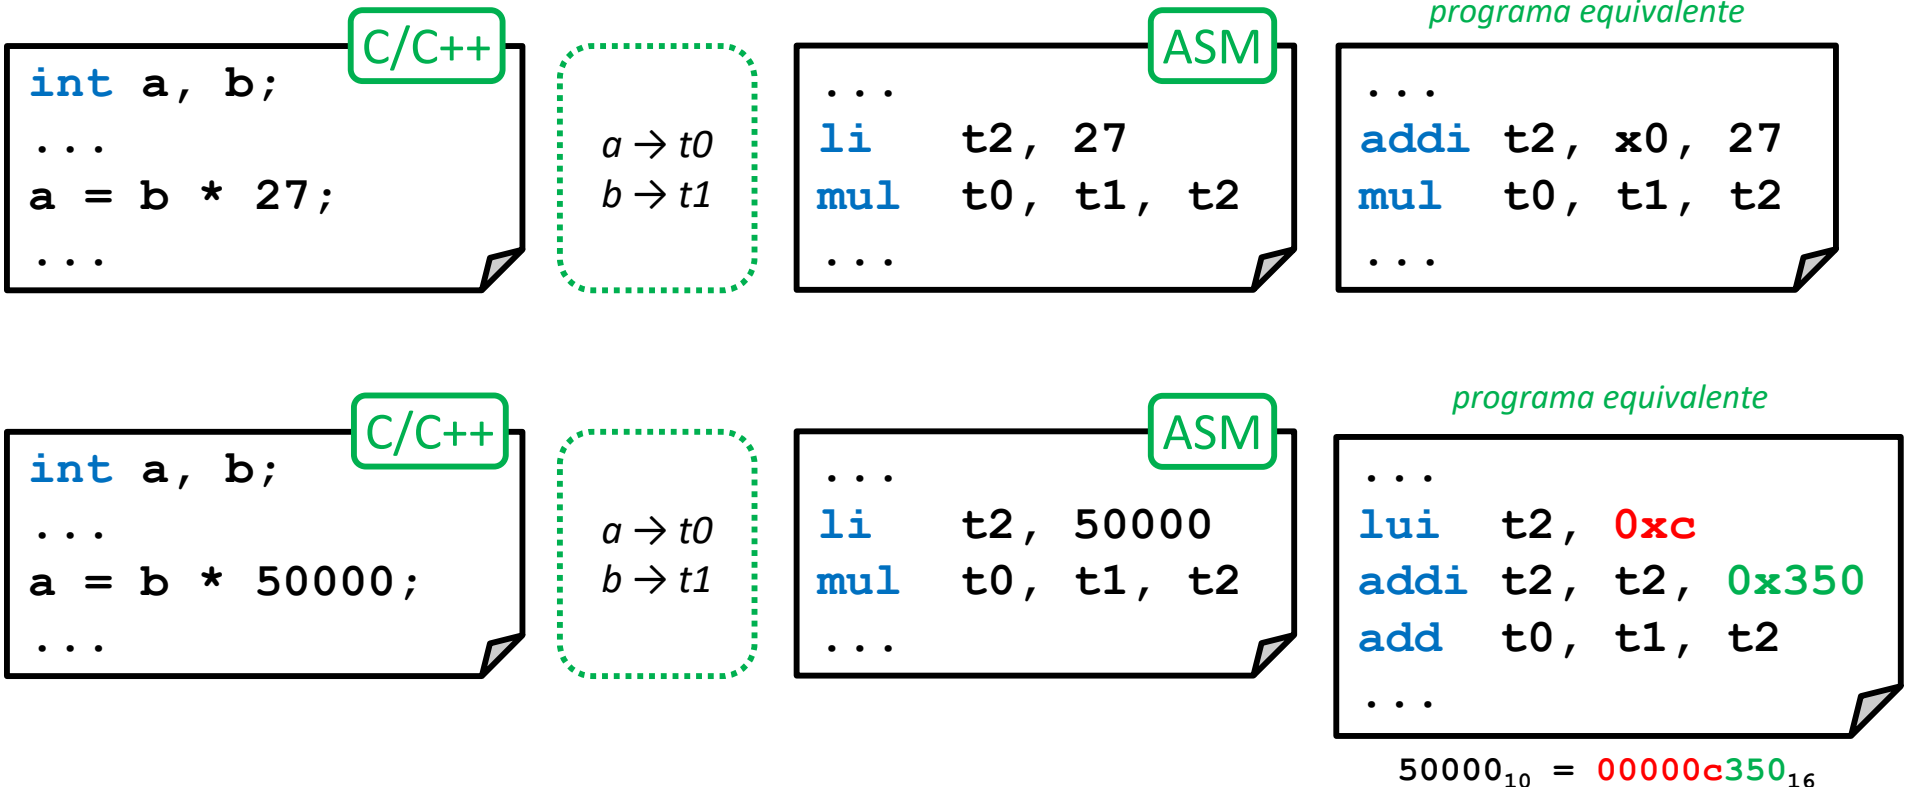 C/C++
int a, b;
...
a = b * 27;
...
a → t0
b → t1
ASM
...
li t2, 27
mul t0, t1, t2
...
programa equivalente
...
addi t2, x0, 27
mul t0, t1, t2
...
C/C++
int a, b;
...
a = b * 50000;
...
a → t0
b → t1
ASM
...
li t2, 50000
mul t0, t1, t2
...
programa equivalente
...
lui t2, 0xc
addi t2, t2, 0x350
add t0, t1, t2
...
50000₁₀ = 00000c350₁₆